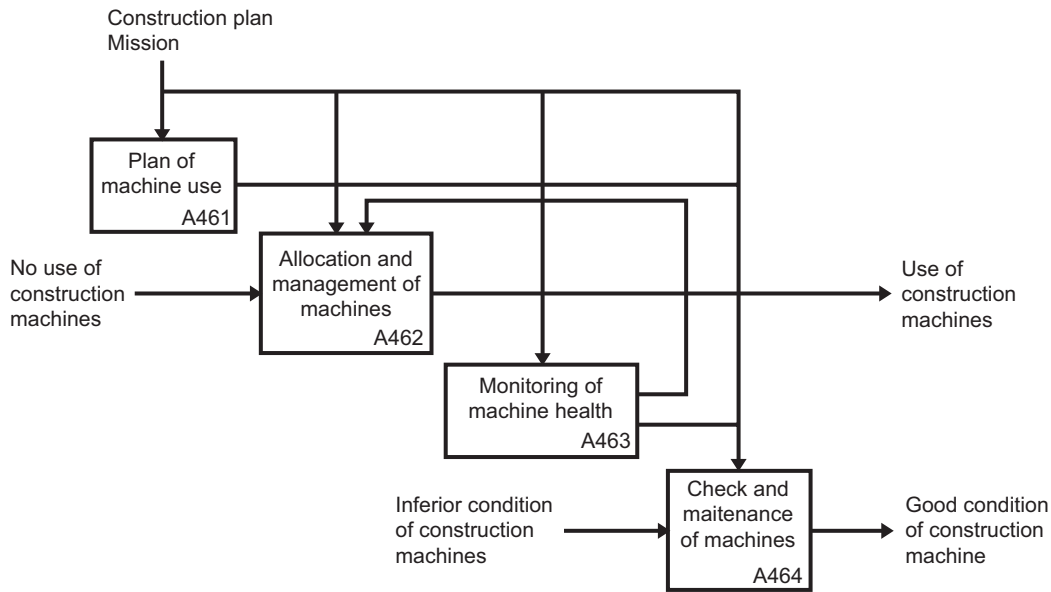 Construction plan
Mission
Plan of
machine use
A461
No use of
construction
machines
Allocation and
management of
machines
A462
Use of
construction
machines
Monitoring of
machine health
A463
Inferior condition
of construction
machines
Check and
maitenance
of machines
A464
Good condition
of construction
machine